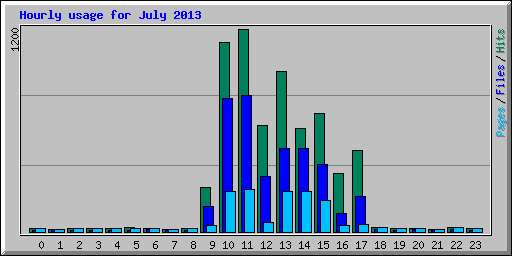 Hourly usage for July 2013
1200
Pages/Files/Hits
0 1 2 3 4 5 6 7 8 9 10 11 12 13 14 15 16 17 18 19 20 21 22 23